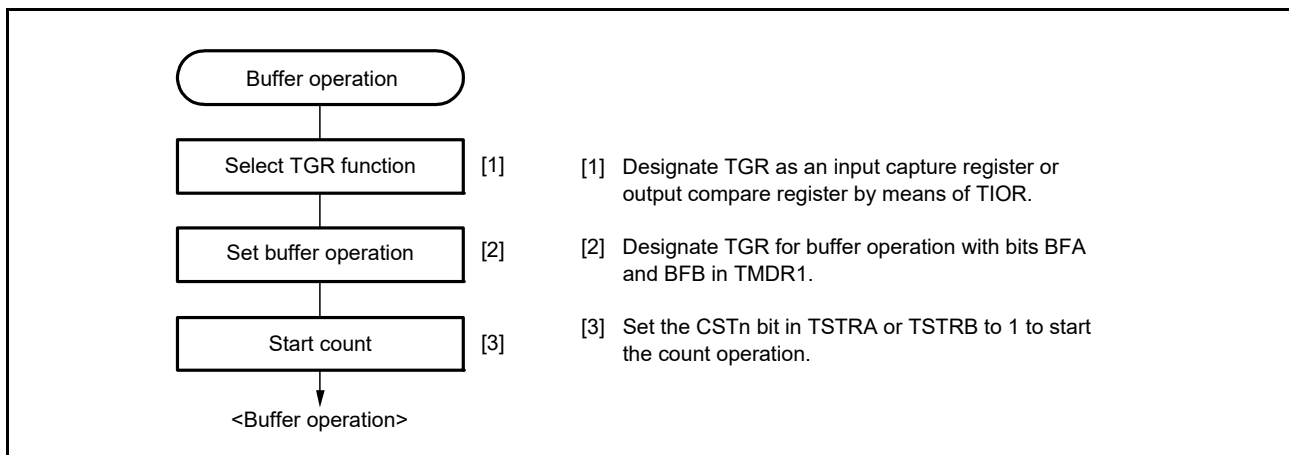 Buffer operation
Select TGR function [1]
Set buffer operation [2]
Start count [3]
<Buffer operation>
[1] Designate TGR as an input capture register or
output compare register by means of TIOR.
[2] Designate TGR for buffer operation with bits BFA
and BFB in TMDR1.
[3] Set the CSTn bit in TSTRA or TSTRB to 1 to start
the count operation.